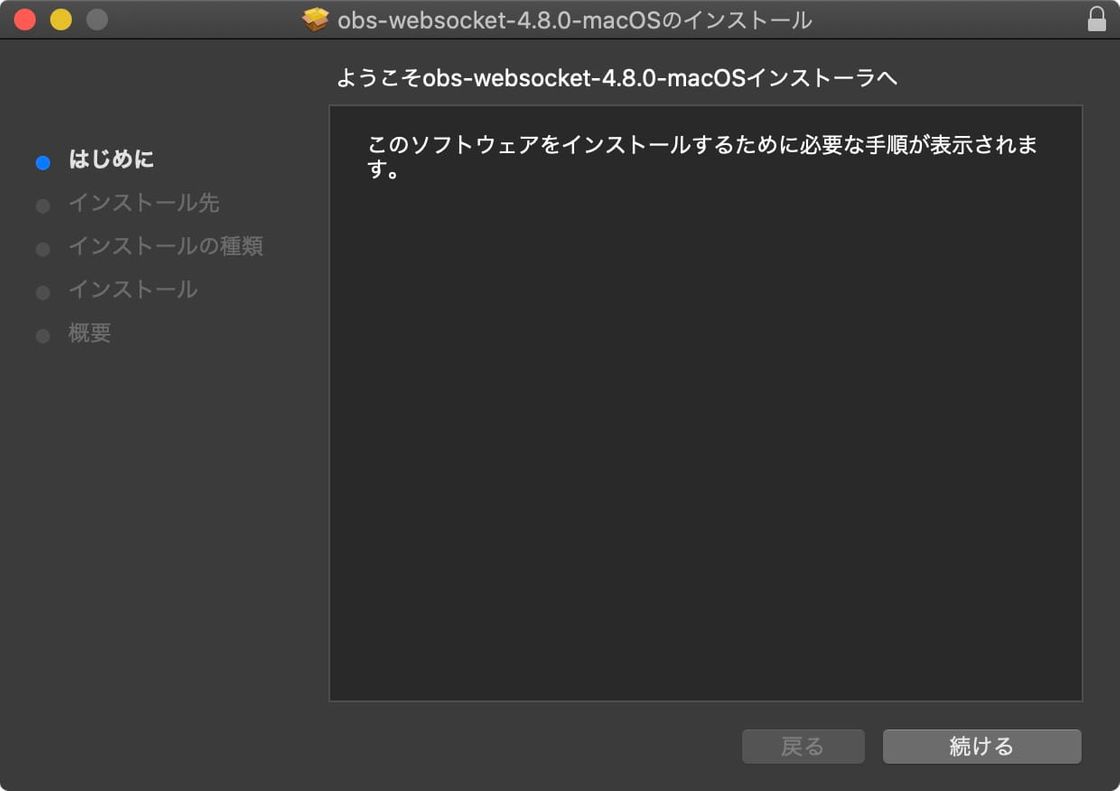 obs-websocket-4.8.0-macOSのインストール
ようこそobs-websocket-4.8.0-macOSインストーラへ
はじめに
インストール先
インストールの種類
インストール
概要
このソフトウェアをインストールするために必要な手順が表示されま
す。
戻る
続ける